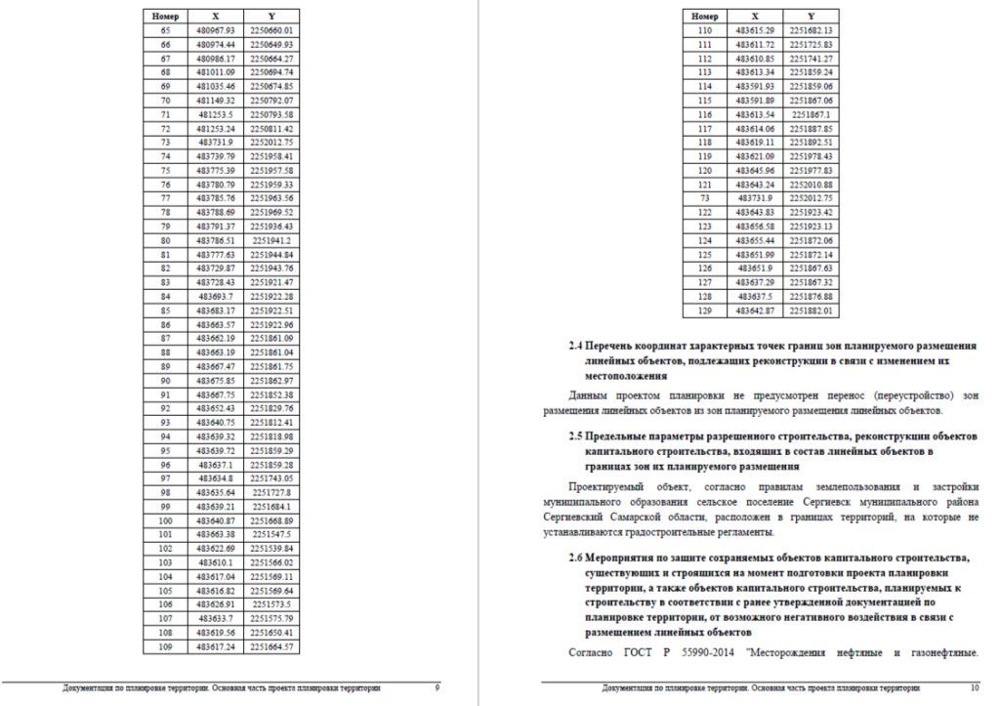 Номер X Y
65 480967.93 2250660.01
66 480974.44 2250649.93
67 480986.17 2250664.27
68 481011.09 2250694.74
69 481035.46 2250674.85
70 481149.32 2250792.07
71 481253.5 2250793.58
72 481253.24 2250811.42
73 483731.9 2252012.75
74 483739.79 2251958.41
75 483775.39 2251957.58
76 483780.79 2251959.33
77 483785.76 2251963.56
78 483788.69 2251969.52
79 483791.37 2251936.43
80 483786.51 2251941.2
81 483777.63 2251944.84
82 483729.87 2251943.76
83 483728.43 2251921.47
84 483693.7 2251922.28
85 483683.17 2251922.51
86 483663.57 2251922.96
87 483662.19 2251861.09
88 483663.19 2251861.04
89 483667.47 2251861.75
90 483675.85 2251862.97
91 483667.75 2251852.38
92 483652.43 2251829.76
93 483640.75 2251812.41
94 483639.32 2251818.98
95 483639.72 2251859.29
96 483637.1 2251859.28
97 483634.8 2251743.05
98 483635.64 2251727.8
99 483639.21 2251684.1
100 483640.87 2251668.89
101 483663.38 2251547.5
102 483622.69 2251539.84
103 483610.1 2251566.02
104 483617.04 2251569.11
105 483616.82 2251569.64
106 483626.91 2251573.5
107 483633.7 2251575.79
108 483619.56 2251650.41
109 483617.24 2251664.57
Документация по планировке территории. Основная часть проекта планировки территории 9
Номер X Y
110 483615.29 2251682.13
111 483611.72 2251725.83
112 483610.85 2251741.27
113 483613.34 2251859.24
114 483591.93 2251859.06
115 483591.89 2251867.06
116 483613.54 2251867.1
117 483614.06 2251887.85
118 483619.11 2251892.51
119 483621.09 2251978.43
120 483645.96 2251977.83
121 483643.24 2252010.88
73 483731.9 2252012.75
122 483643.83 2251923.42
123 483656.58 2251923.13
124 483655.44 2251872.06
125 483651.99 2251872.14
126 483651.9 2251867.63
127 483637.29 2251867.32
128 483637.5 2251876.88
129 483642.87 2251882.01
2.4 Перечень координат характерных точек границ зон планируемого размещения
линейных объектов, подлежащих реконструкции в связи с изменением их
местоположения
Данным проектом планировки не предусмотрен перенос (переустройство) зон
размещения линейных объектов из зон планируемого размещения линейных объектов.
2.5 Предельные параметры разрешенного строительства, реконструкции объектов
капитального строительства, входящих в состав линейных объектов в
границах зон их планируемого размещения
Проектируемый объект, согласно правилам землепользования и застройки
муниципального образования сельское поселение Сергиевск муниципального района
Сергиевский Самарской области, расположен в границах территорий, на которые не
устанавливаются градостроительные регламенты.
2.6 Мероприятия по защите сохраняемых объектов капитального строительства,
существующих и строящихся на момент подготовки проекта планировки
территории, а также объектов капитального строительства, планируемых к
строительству в соответствии с ранее утвержденной документацией по
планировке территории, от возможного негативного воздействия в связи с
размещением линейных объектов
Согласно ГОСТ Р 55990-2014 "Месторождения нефтяные и газонефтяные.
Документация по планировке территории. Основная часть проекта планировки территории 10